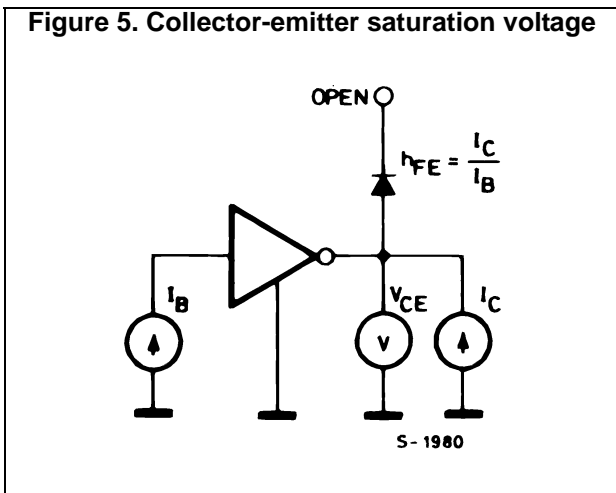 Figure 5. Collector-emitter saturation voltage
OPEN
hFE = IC
IB
IB
VCE
IC
V
S-1980